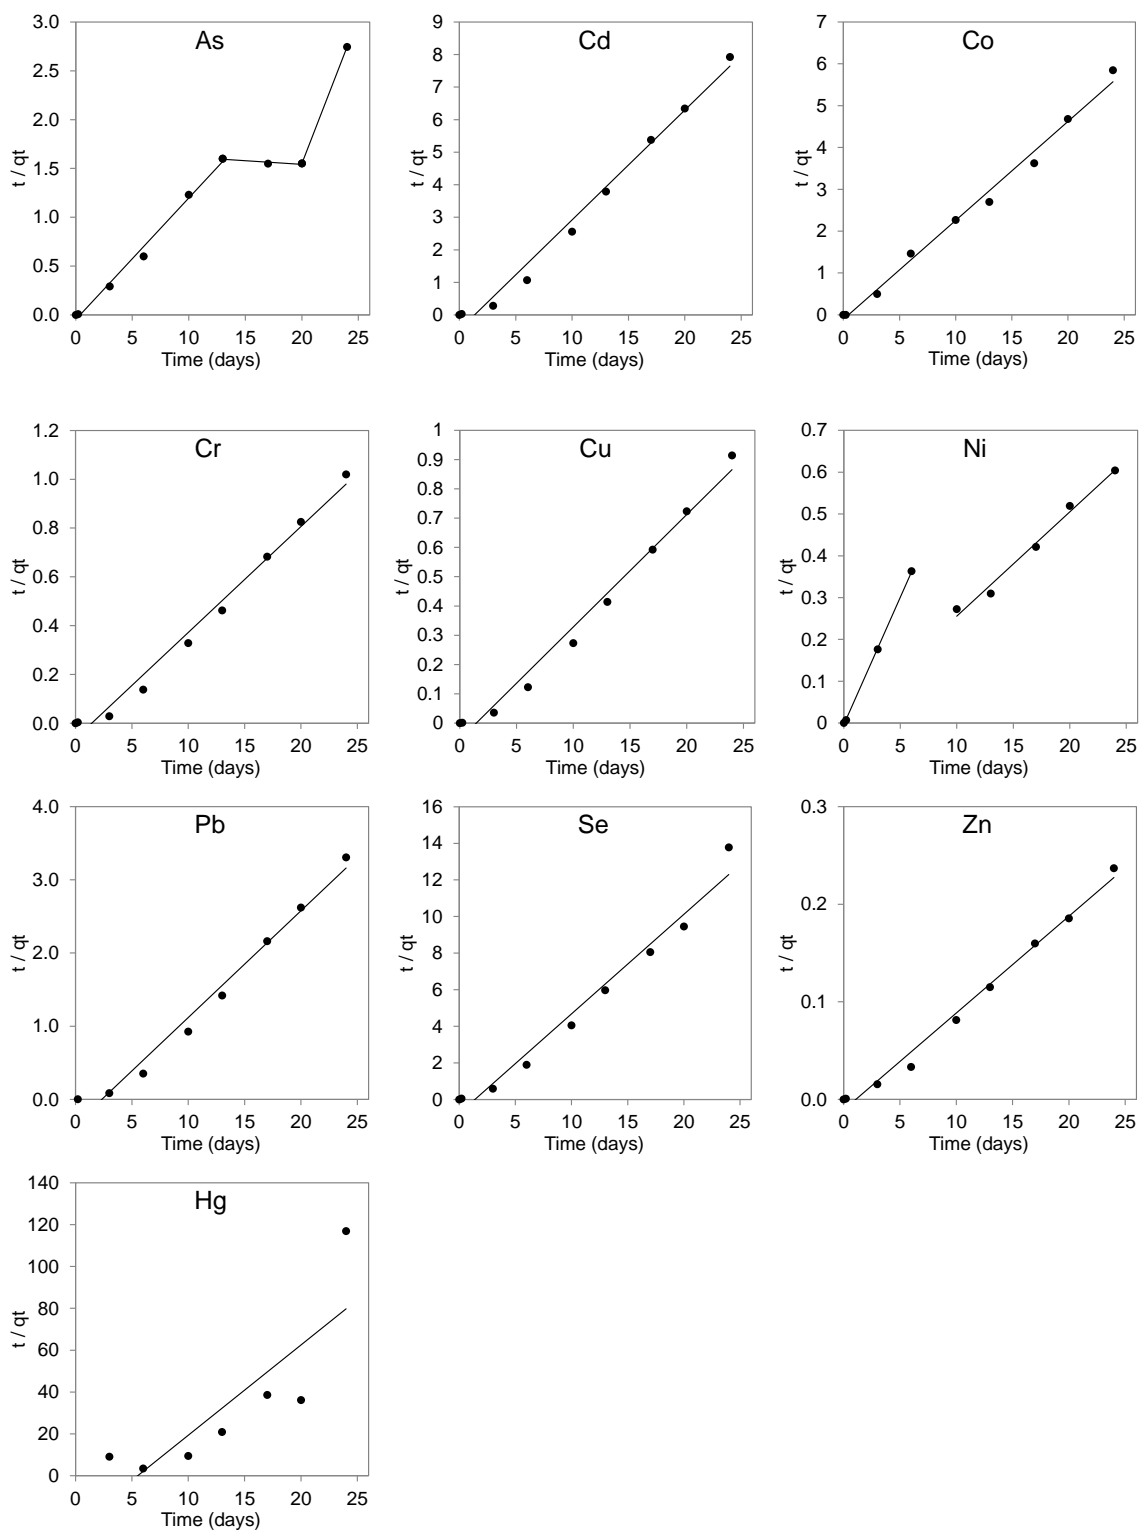 As
3.0
2.5
2.0
1.5
1.0
0.5
0.0
t / qt
0 5 10 15 20 25
Time (days)
Cd
9
8
7
6
5
4
3
2
1
0
t / qt
0 5 10 15 20 25
Time (days)
Co
7
6
5
4
3
2
1
0
t / qt
0 5 10 15 20 25
Time (days)
Cr
1.2
1.0
0.8
0.6
0.4
0.2
0.0
t / qt
0 5 10 15 20 25
Time (days)
Cu
1
0.9
0.8
0.7
0.6
0.5
0.4
0.3
0.2
0.1
0
t / qt
0 5 10 15 20 25
Time (days)
Ni
0.7
0.6
0.5
0.4
0.3
0.2
0.1
0
t / qt
0 5 10 15 20 25
Time (days)
Pb
4.0
3.0
2.0
1.0
0.0
t / qt
0 5 10 15 20 25
Time (days)
Se
16
14
12
10
8
6
4
2
0
t / qt
0 5 10 15 20 25
Time (days)
Zn
0.3
0.2
0.1
0.0
t / qt
0 5 10 15 20 25
Time (days)
Hg
140
120
100
80
60
40
20
0
t / qt
0 5 10 15 20 25
Time (days)